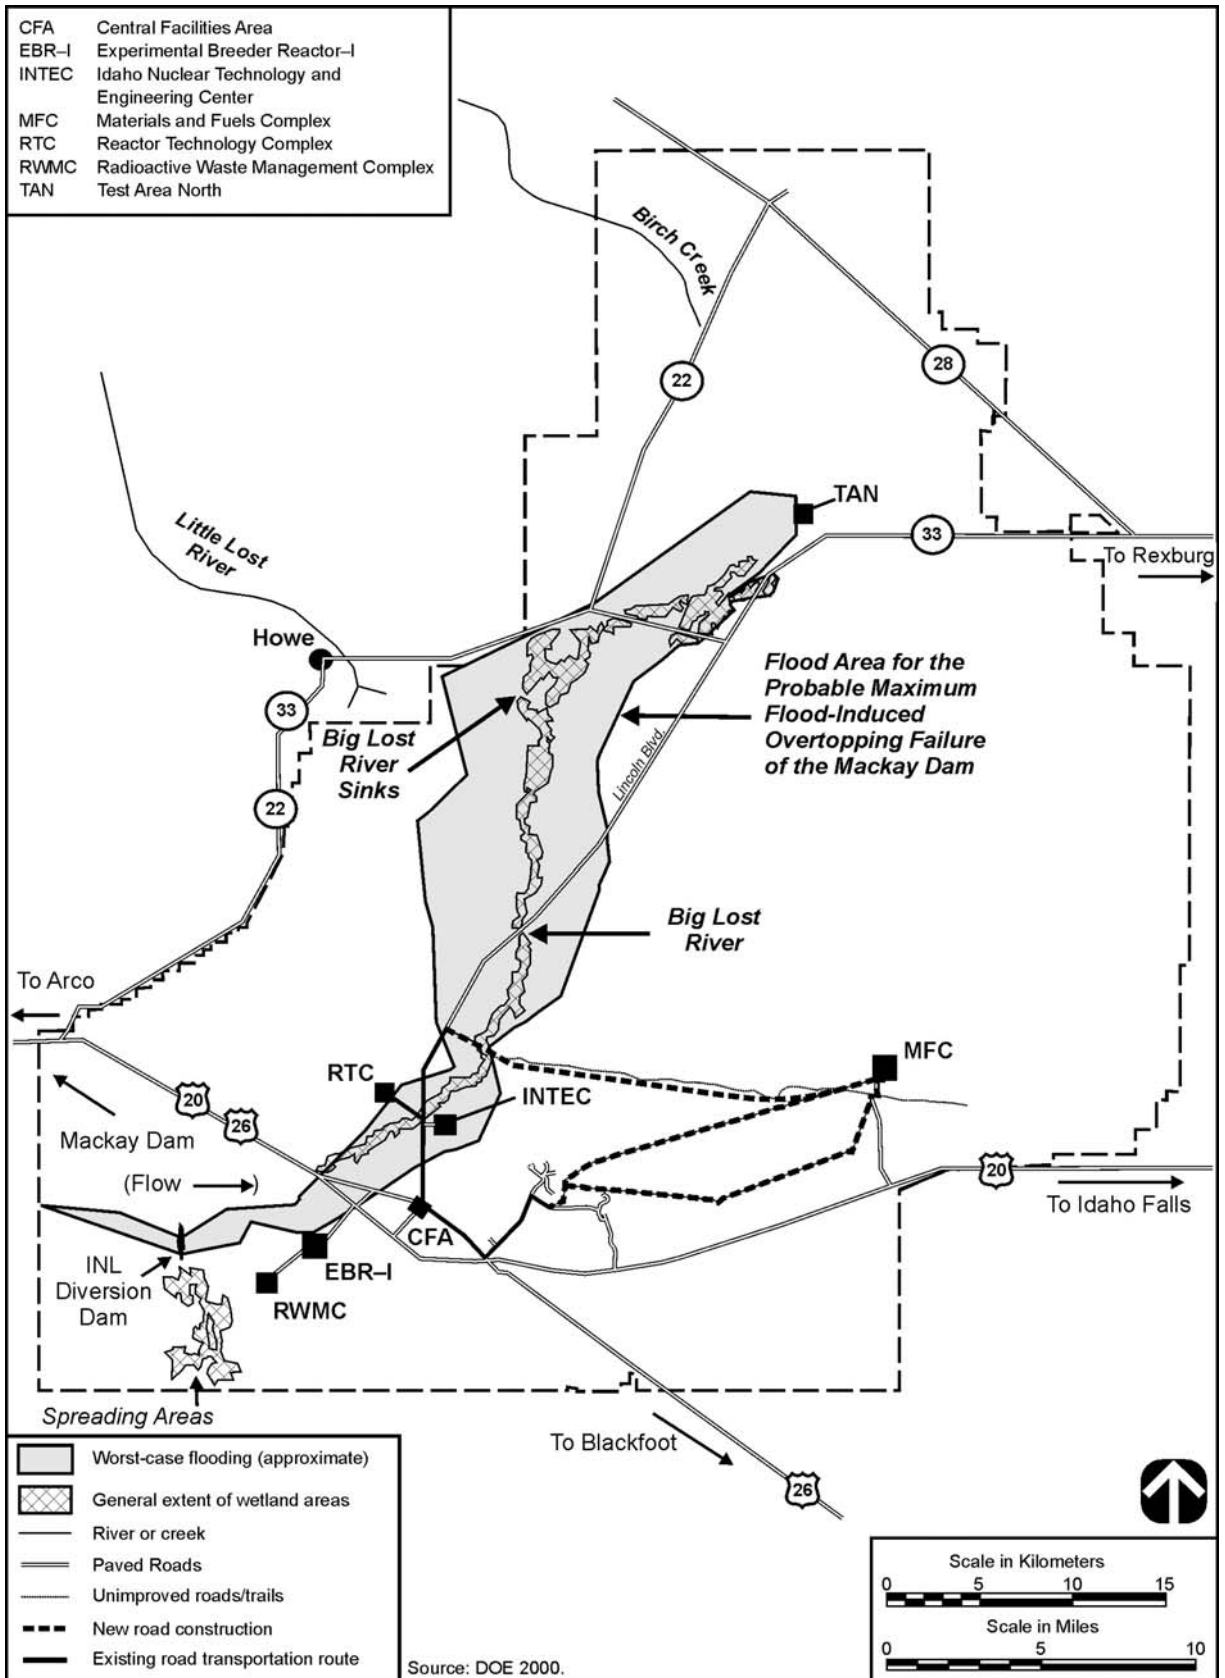 CFA Central Facilities Area
EBR–I Experimental Breeder Reactor–I
INTEC Idaho Nuclear Technology and
Engineering Center
MFC Materials and Fuels Complex
RTC Reactor Technology Complex
RWMC Radioactive Waste Management Complex
TAN Test Area North
Birch Creek
28
22
TAN
33
To Rexburg
Little Lost
River
Howe
33
Flood Area for the
Probable Maximum
Flood-Induced
Overtopping Failure
of the Mackay Dam
Big Lost
River
Sinks
Lincoln Blvd.
22
Big Lost
River
To Arco
MFC
RTC
INTEC
20
26
Mackay Dam
(Flow )
20
To Idaho Falls
CFA
INL
Diversion
Dam
EBR–I
RWMC
Spreading Areas
To Blackfoot
26
Worst-case flooding (approximate)
General extent of wetland areas
River or creek
Paved Roads
Unimproved roads/trails
New road construction
Existing road transportation route
Source: DOE 2000.
Scale in Kilometers
0 5 10 15
Scale in Miles
0 5 10